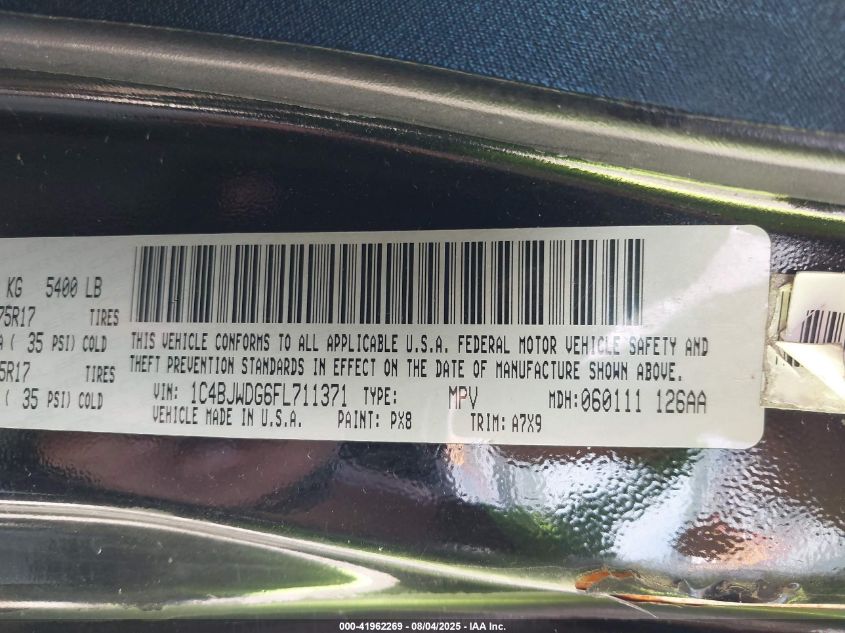 KG 5400 LB
75R17 TIRES
( 35 PSI) COLD
5R17 TIRES
( 35 PSI) COLD
THIS VEHICLE CONFORMS TO ALL APPLICABLE U.S.A. FEDERAL MOTOR VEHICLE SAFETY AND
THEFT PREVENTION STANDARDS IN EFFECT ON THE DATE OF MANUFACTURE SHOWN ABOVE.
VIN: 1C4BJWDG6FL711371 TYPE: MPV MDH: 060111 126AA
VEHICLE MADE IN U.S.A. PAINT: PX8 TRIM: A7X9
000-41962269 - 08/04/2025 - IAA Inc.